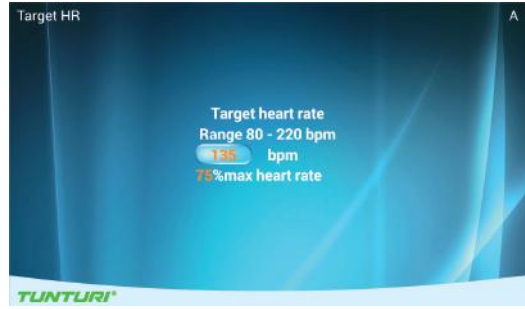 Target HR
A
Target heart rate
Range 80 - 220 bpm
135 bpm
75%max heart rate
TUNTURI®